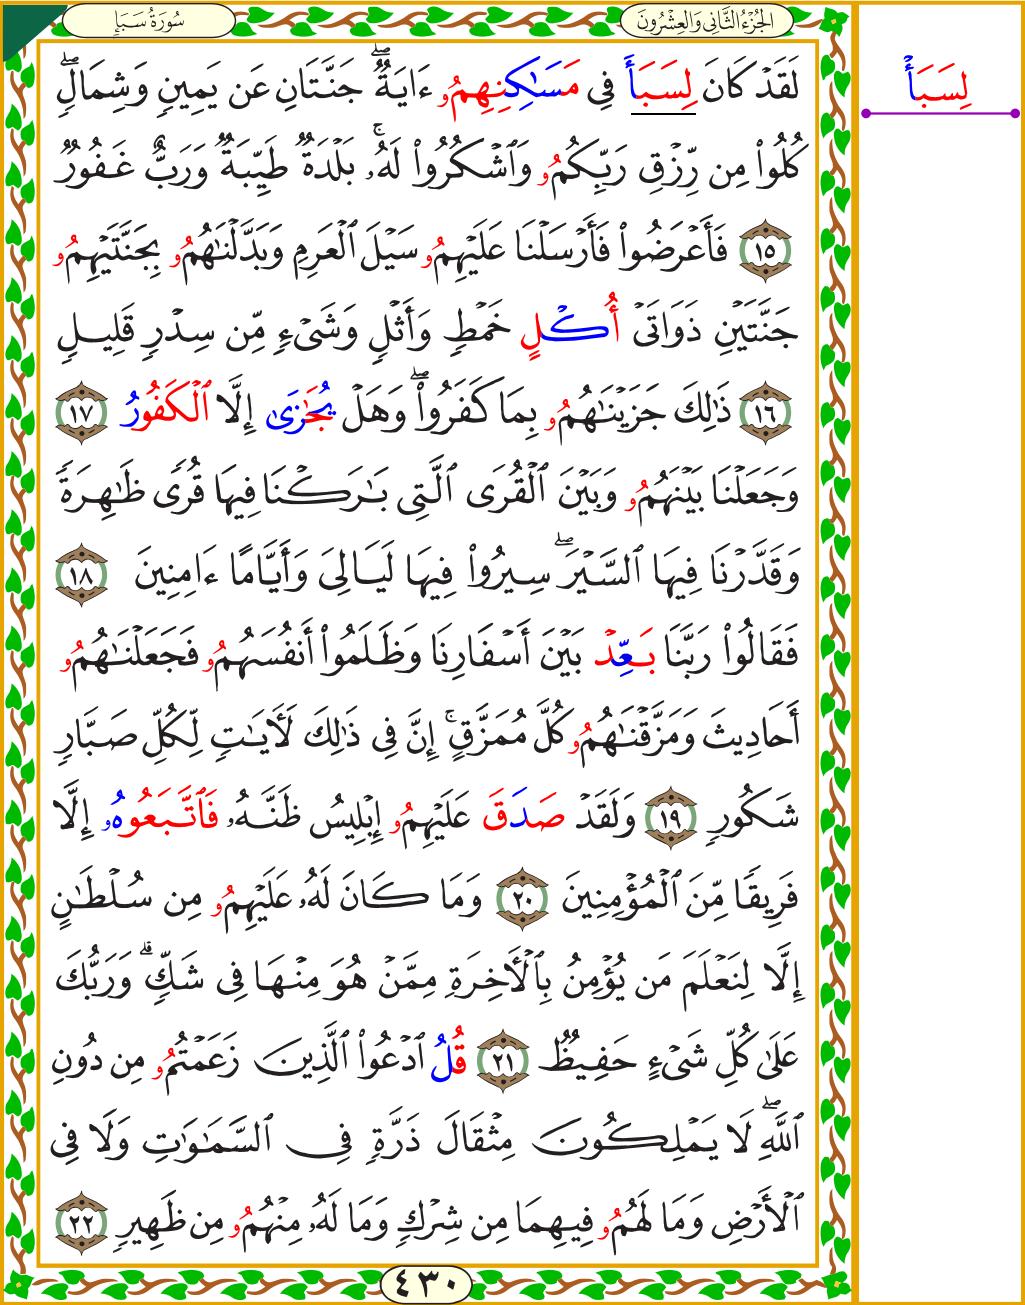 سُورَةُ سَبَإٍ
الجُزْءُ الثَّانِي وَالعِشْرُونَ
لِسَبَأْ
لَقَدْ كَانَ لِسَبَأَ فِي مَسَٰكِنِهِمُۥ ءَايَةٞۖ جَنَّتَانِ عَن يَمِينٖ وَشِمَالٖۖ
كُلُواْ مِن رِّزْقِ رَبِّكُمُۥ وَٱشْكُرُواْ لَهُۥۚ بَلْدَةٞ طَيِّبَةٞ وَرَبٌّ غَفُورٞ
١٥ فَأَعْرَضُواْ فَأَرْسَلْنَا عَلَيْهِمُۥ سَيْلَ ٱلْعَرِمِ وَبَدَّلْنَٰهُمُۥ بِجَنَّتَيْهِمُۥ
جَنَّتَيْنِ ذَوَاتَيْ أُكْلٍ خَمْطٖ وَأَثْلٖ وَشَيْءٖ مِّن سِدْرٖ قَلِيلٖ
١٦ ذَٰلِكَ جَزَيْنَٰهُمُۥ بِمَا كَفَرُواْۖ وَهَلْ يُجَٰزَىٰ إِلَّا ٱلْكَفُورُ ١٧
وَجَعَلْنَا بَيْنَهُمُۥ وَبَيْنَ ٱلْقُرَى ٱلَّتِي بَٰرَكْنَا فِيهَا قُرٗى ظَٰهِرَةٗ
وَقَدَّرْنَا فِيهَا ٱلسَّيْرَۖ سِيرُواْ فِيهَا لَيَالِيَ وَأَيَّامًا ءَامِنِينَ ١٨
فَقَالُواْ رَبَّنَا بَعِّدْ بَيْنَ أَسْفَارِنَا وَظَلَمُواْ أَنفُسَهُمُۥ فَجَعَلْنَٰهُمُۥ
أَحَادِيثَ وَمَزَّقْنَٰهُمُۥ كُلَّ مُمَزَّقٍۚ إِنَّ فِي ذَٰلِكَ لَأٓيَٰتٖ لِّكُلِّ صَبَّارٖ
شَكُورٖ ١٩ وَلَقَدْ صَدَقَ عَلَيْهِمُۥ إِبْلِيسُ ظَنَّهُۥ فَٱتَّبَعُوهُۥ إِلَّا
فَرِيقٗا مِّنَ ٱلْمُؤْمِنِينَ ٢٠ وَمَا كَانَ لَهُۥ عَلَيْهِمُۥ مِن سُلْطَٰنٍ
إِلَّا لِنَعْلَمَ مَن يُؤْمِنُ بِٱلْأٓخِرَةِ مِمَّنْ هُوَ مِنْهَا فِي شَكّٖۗ وَرَبُّكَ
عَلَىٰ كُلِّ شَيْءٍ حَفِيظٞ ٢١ قُلُ ٱدْعُواْ ٱلَّذِينَ زَعَمْتُمُۥ مِن دُونِ
ٱللَّهِۖ لَا يَمْلِكُونَ مِثْقَالَ ذَرَّةٖ فِي ٱلسَّمَٰوَٰتِ وَلَا فِي
ٱلْأَرْضِ وَمَا لَهُمُۥ فِيهِمَا مِن شِرْكٖ وَمَا لَهُۥ مِنْهُمُۥ مِن ظَهِيرٖ ٢٢
٤٣٠